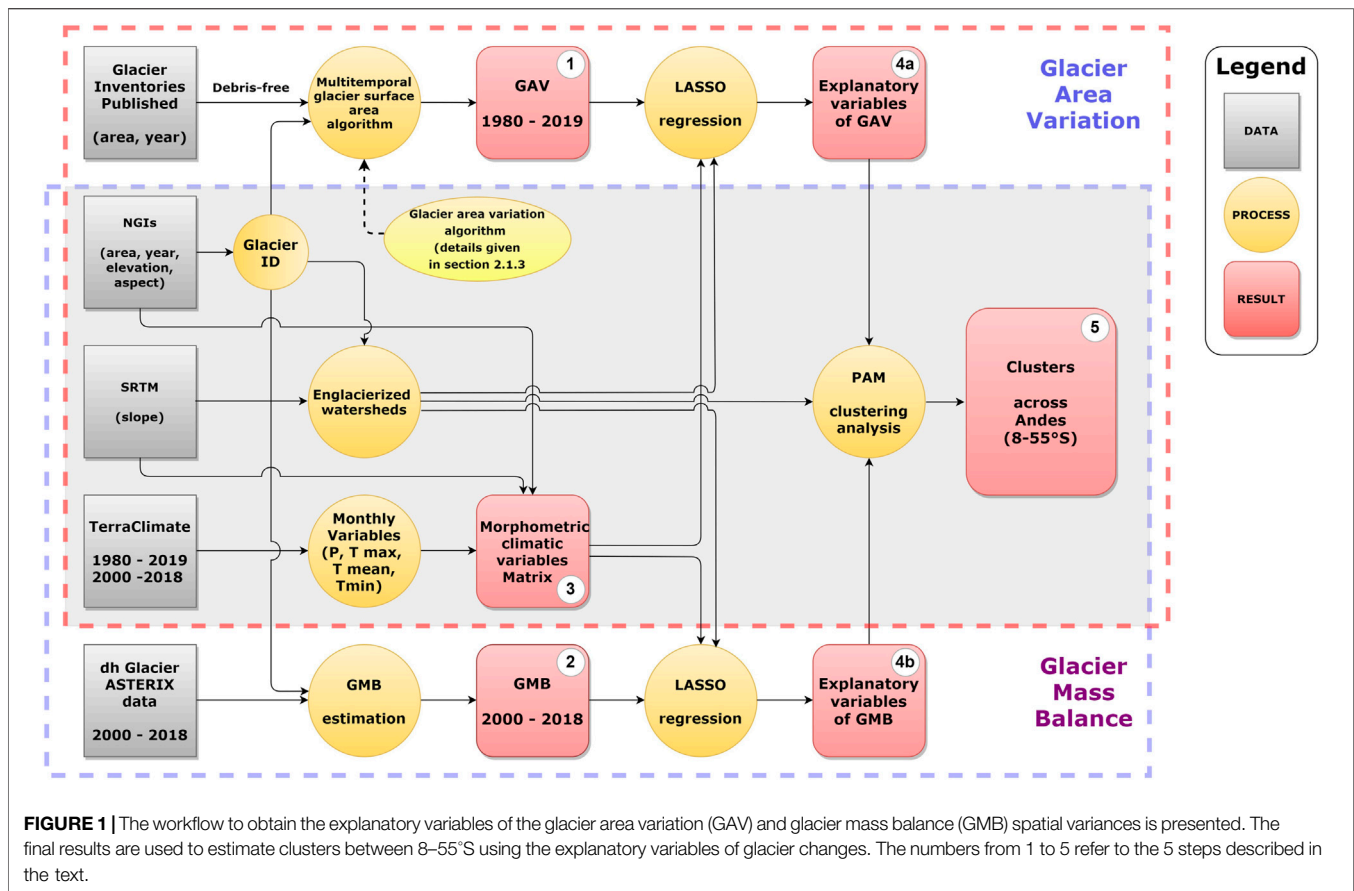 Glacier
Inventories
Published
(area, year)
Debris-free
Multitemporal
glacier surface
area
algorithm
1
GAV
1980 - 2019
LASSO
regression
4a
Explanatory
variables
of GAV
Glacier
Area
Variation
Legend
DATA
PROCESS
RESULT
NGIs
(area, year,
elevation,
aspect)
Glacier
ID
Glacier area variation
algorithm
(details given
in section 2.1.3
SRTM
(slope)
Englacierized
watersheds
PAM
clustering
analysis
5
Clusters
across
Andes
(8-55°S)
TerraClimate
1980 - 2019
2000 -2018
Monthly
Variables
(P, T max,
T mean,
Tmin)
Morphometric
climatic
variables
Matrix
3
dh Glacier
ASTERIX
data
2000 - 2018
GMB
estimation
2
GMB
2000 - 2018
LASSO
regression
4b
Explanatory
variables
of GMB
Glacier
Mass
Balance
FIGURE 1 | The workflow to obtain the explanatory variables of the glacier area variation (GAV) and glacier mass balance (GMB) spatial variances is presented. The
final results are used to estimate clusters between 8–55°S using the explanatory variables of glacier changes. The numbers from 1 to 5 refer to the 5 steps described in
the text.